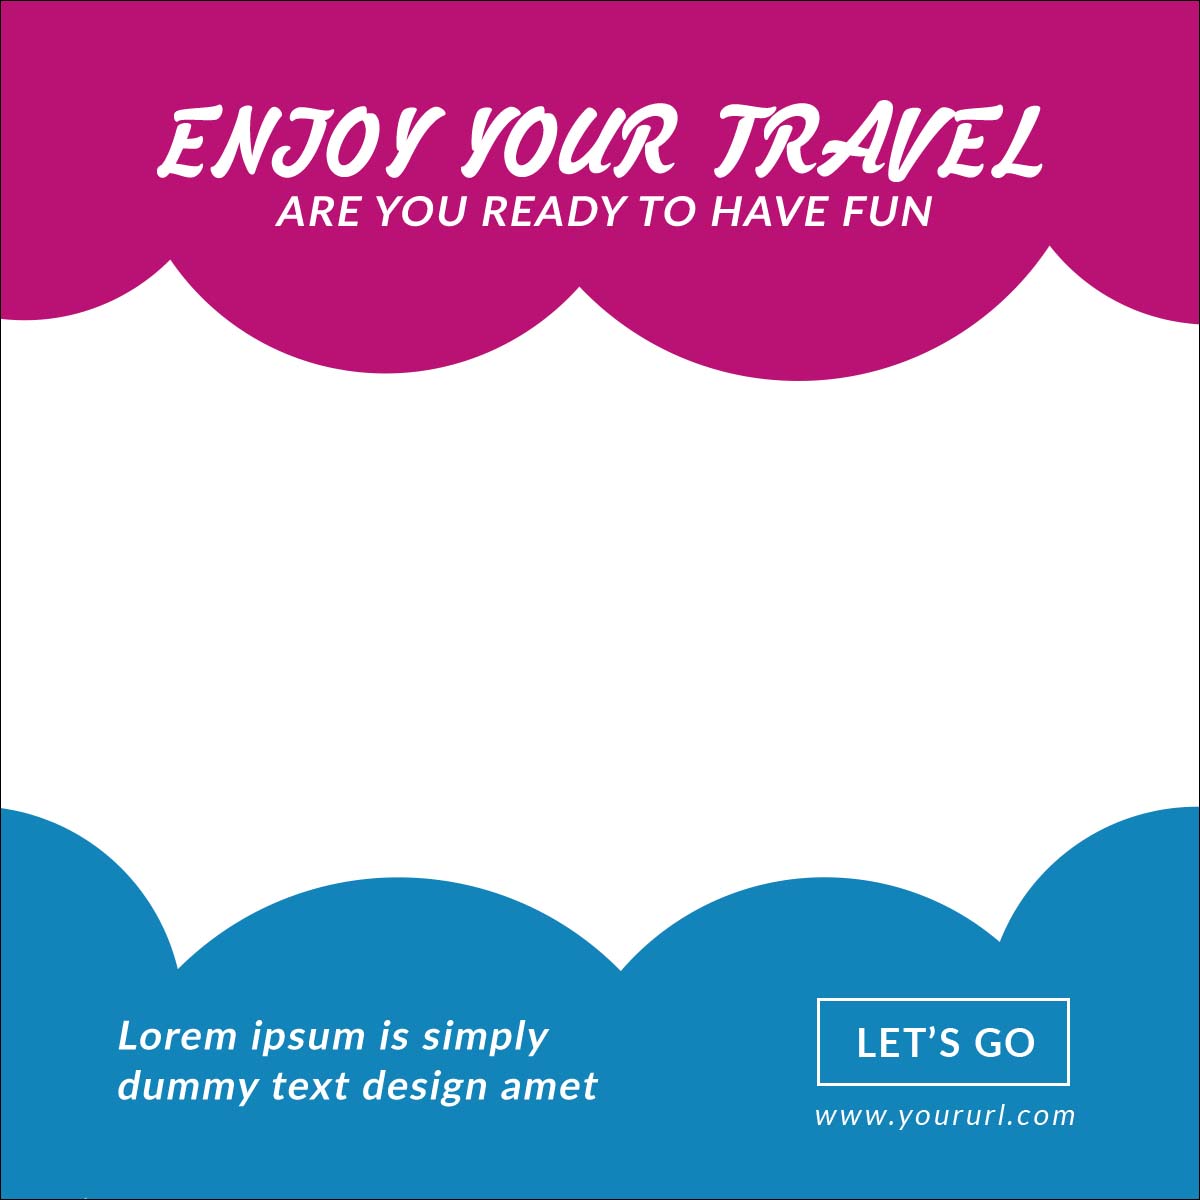 ENJOY YOUR TRAVEL
ARE YOU READY TO HAVE FUN
Lorem ipsum is simply
dummy text design amet
LET’S GO
www.yoururl.com